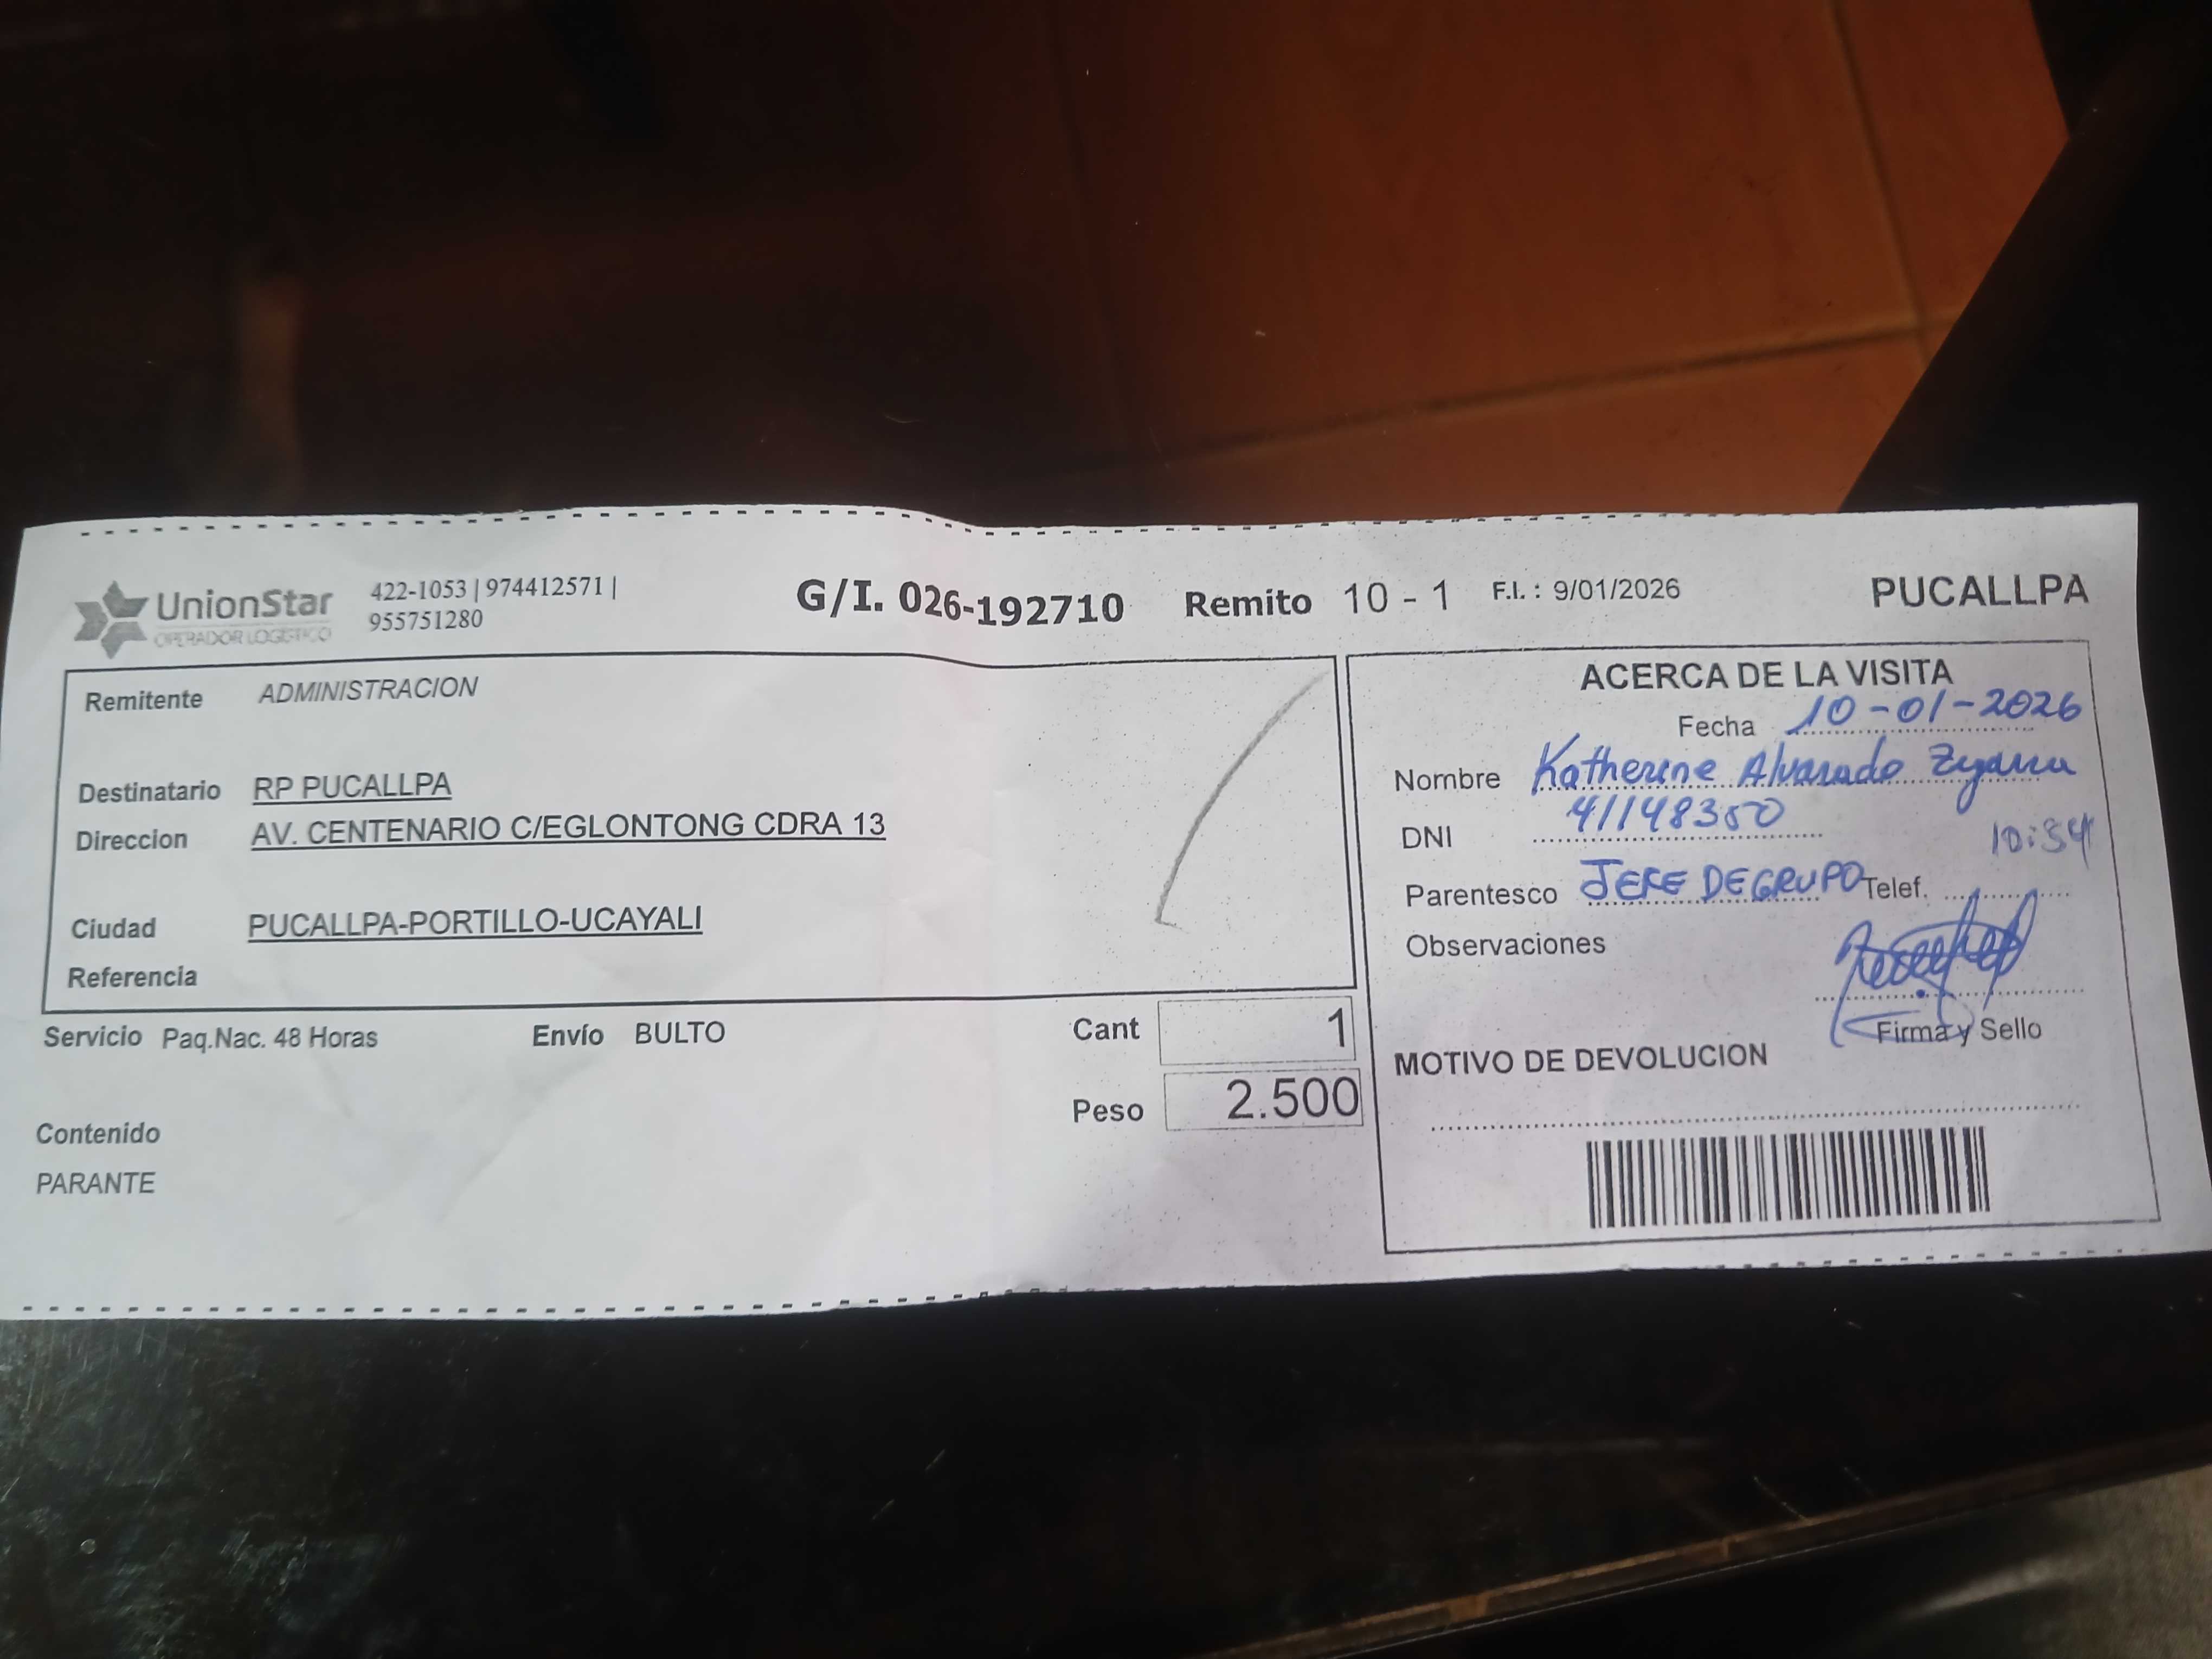 UnionStar
OPERADOR LOGISTICO
422-1053 | 974412571 |
955751280
G/I. 026-192710 Remito 10 - 1 F.I. : 9/01/2026 PUCALLPA
Remitente ADMINISTRACION
Destinatario RP PUCALLPA
Direccion AV. CENTENARIO C/EGLONTONG CDRA 13
Ciudad PUCALLPA-PORTILLO-UCAYALI
Referencia
Servicio Paq.Nac. 48 Horas Envío BULTO
Cant 1
Peso 2.500
Contenido
PARANTE
ACERCA DE LA VISITA
Fecha 10-01-2026
Nombre Katherine Alvarado
DNI 41148350
10:54
Parentesco JEFE DE GRUPO Telef.
Observaciones
Firma y Sello
MOTIVO DE DEVOLUCION